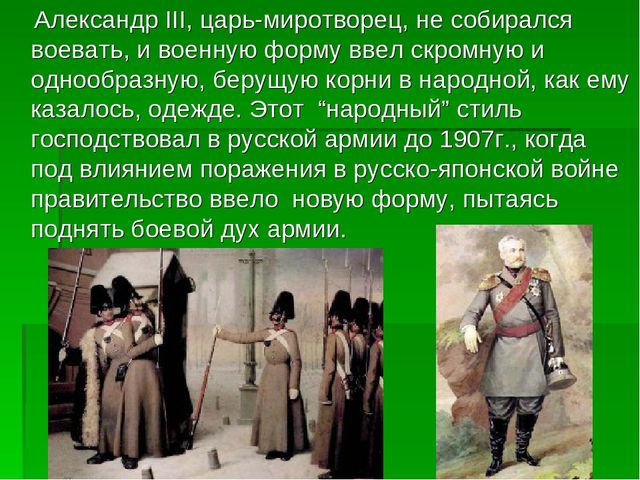 Александр III, царь-миротворец, не собирался
воевать, и военную форму ввел скромную и
однообразную, берущую корни в народной, как ему
казалось, одежде. Этот “народный” стиль
господствовал в русской армии до 1907г., когда
под влиянием поражения в русско-японской войне
правительство ввело новую форму, пытаясь
поднять боевой дух армии.